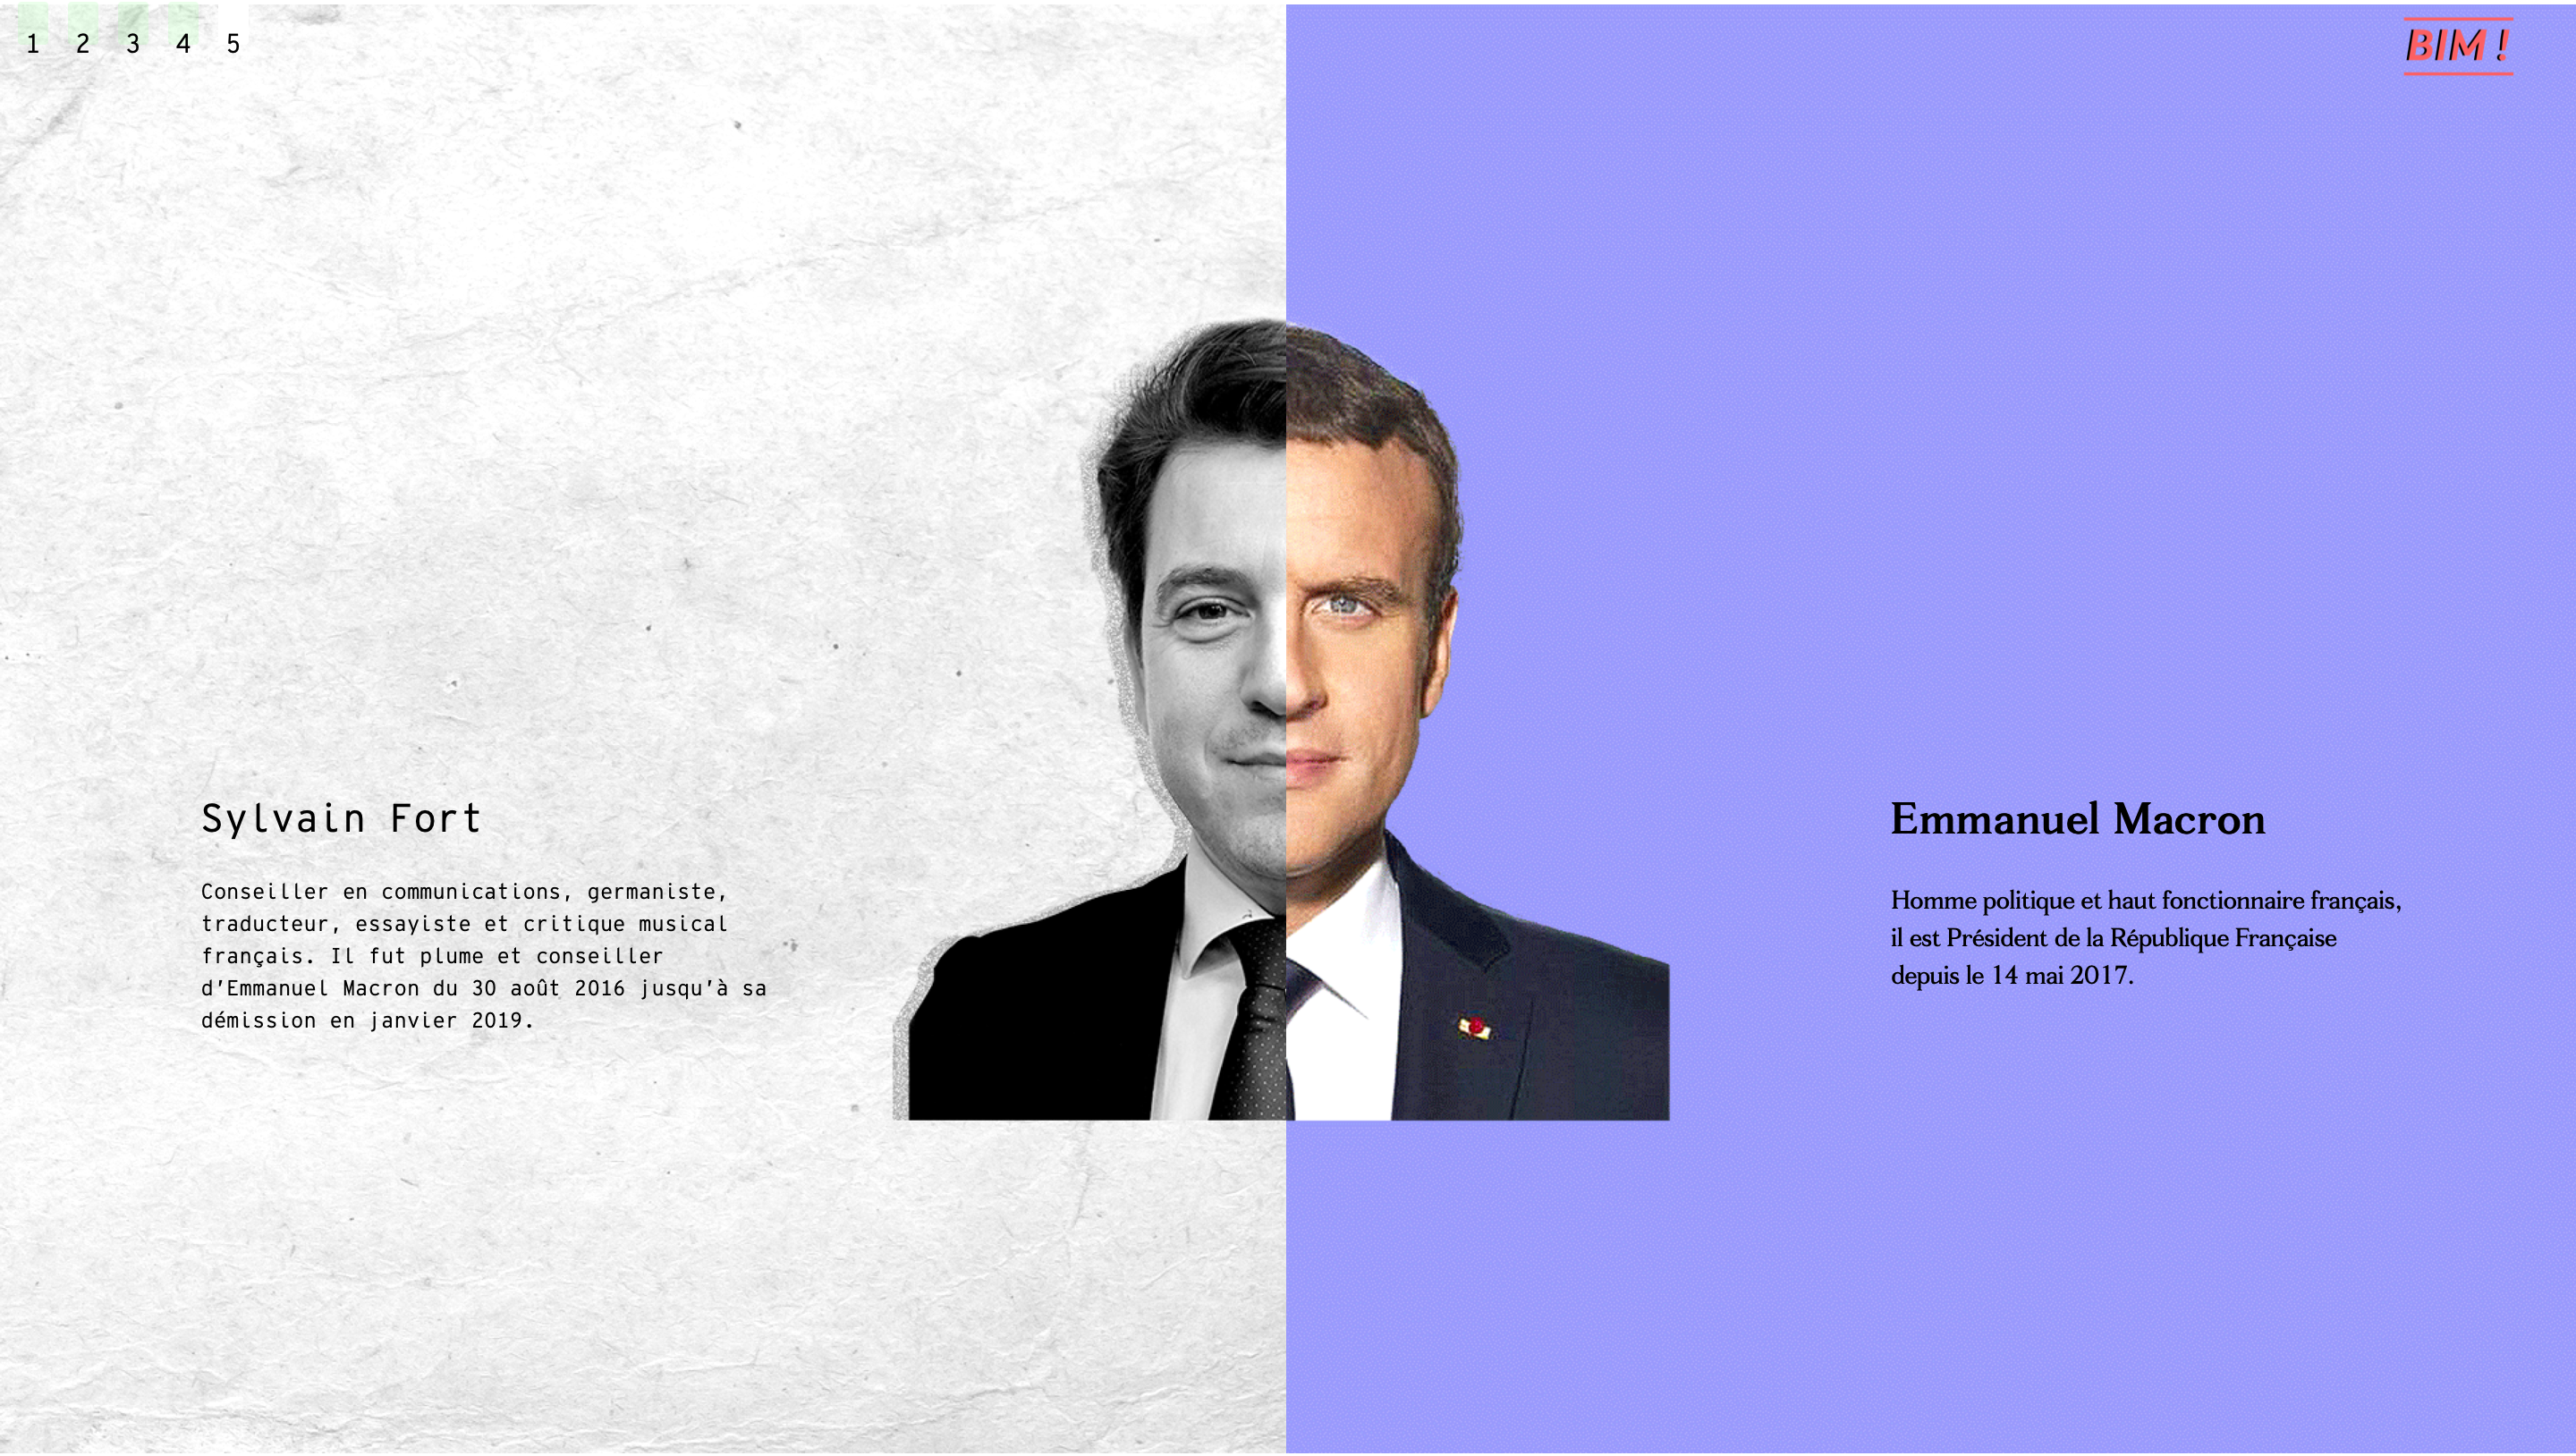 1 2 3 4 5
BIM !
Sylvain Fort
Conseiller en communications, germaniste,
traducteur, essayiste et critique musical
français. Il fut plume et conseiller
d’Emmanuel Macron du 30 août 2016 jusqu’à sa
démission en janvier 2019.
Emmanuel Macron
Homme politique et haut fonctionnaire français,
il est Président de la République Française
depuis le 14 mai 2017.